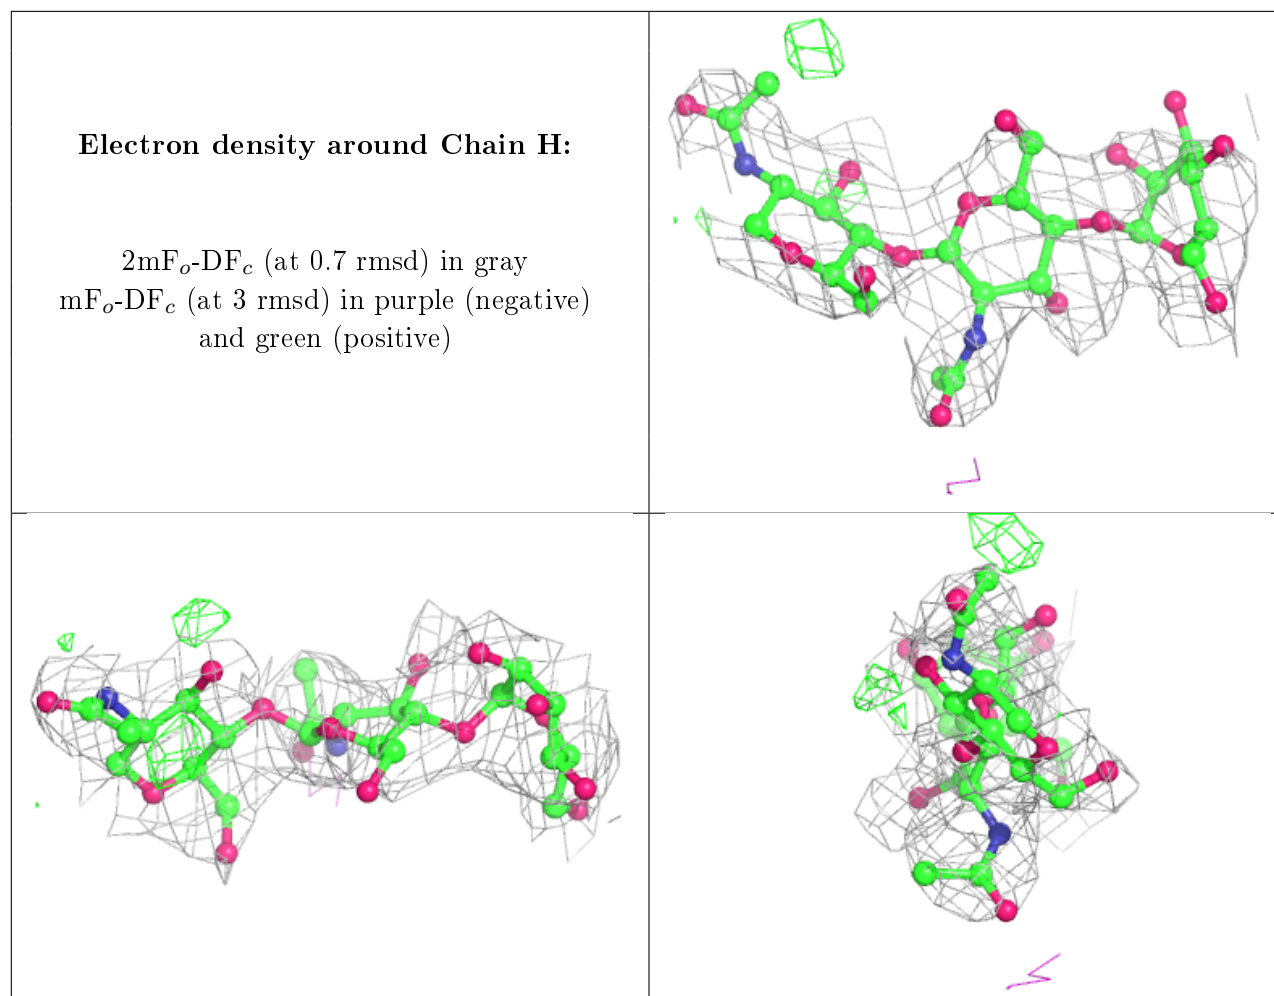 Electron density around Chain H:
2mFo-DFc (at 0.7 rmsd) in gray
mFo-DFc (at 3 rmsd) in purple (negative)
and green (positive)